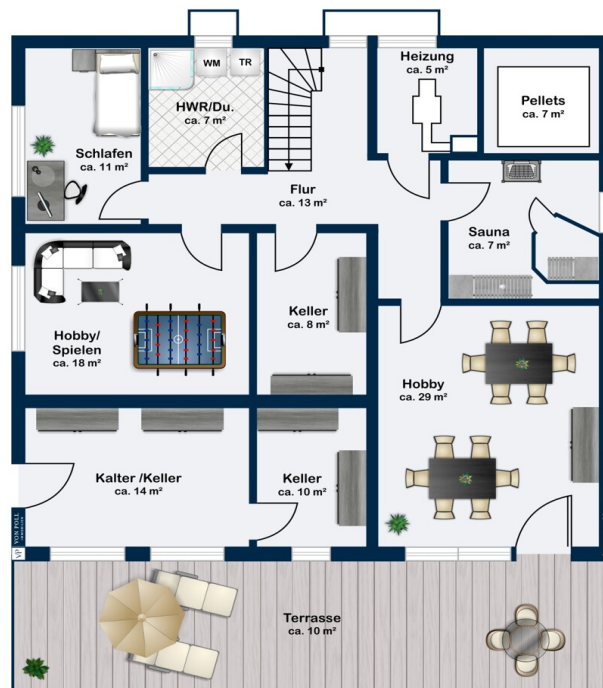 WM
TR
Heizung
ca. 5 m²
Pellets
ca. 7 m²
HWR/Du.
ca. 7 m²
Schlafen
ca. 11 m²
Flur
ca. 13 m²
Sauna
ca. 7 m²
Keller
ca. 8 m²
Hobby/
Spielen
ca. 18 m²
Hobby
ca. 29 m²
Kalter /Keller
ca. 14 m²
Keller
ca. 10 m²
VP
VON POLL
IMMOBILIEN
Terrasse
ca. 10 m²